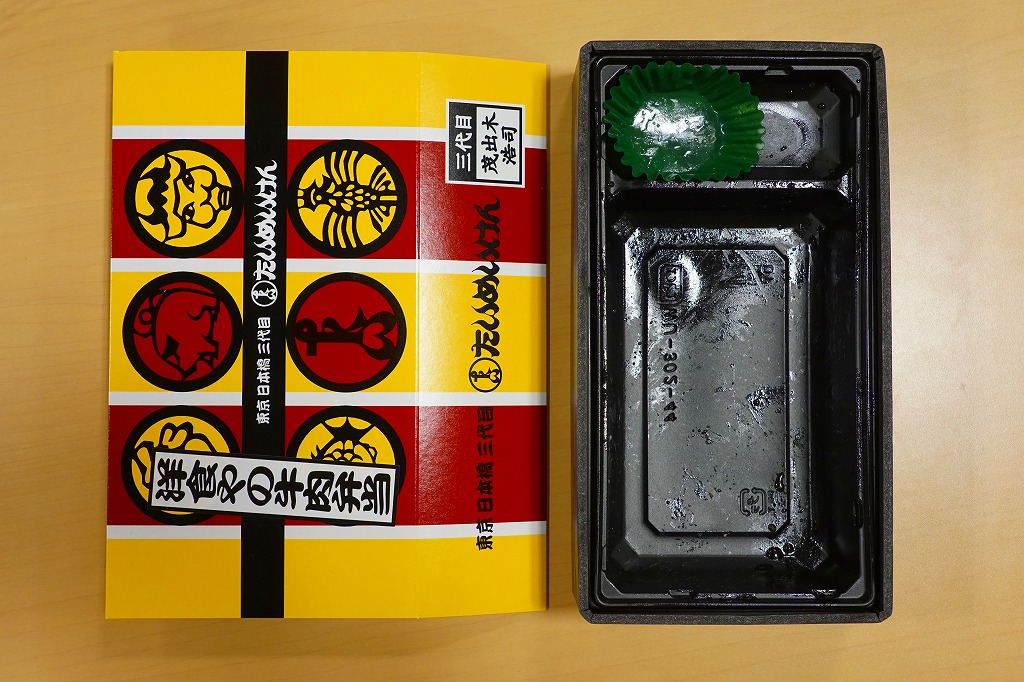 三代目
茂出木
浩司
東京 日本橋 三代目 たいめいけん
東京 日本橋 三代目 たいめいけん
洋食やの牛肉弁当